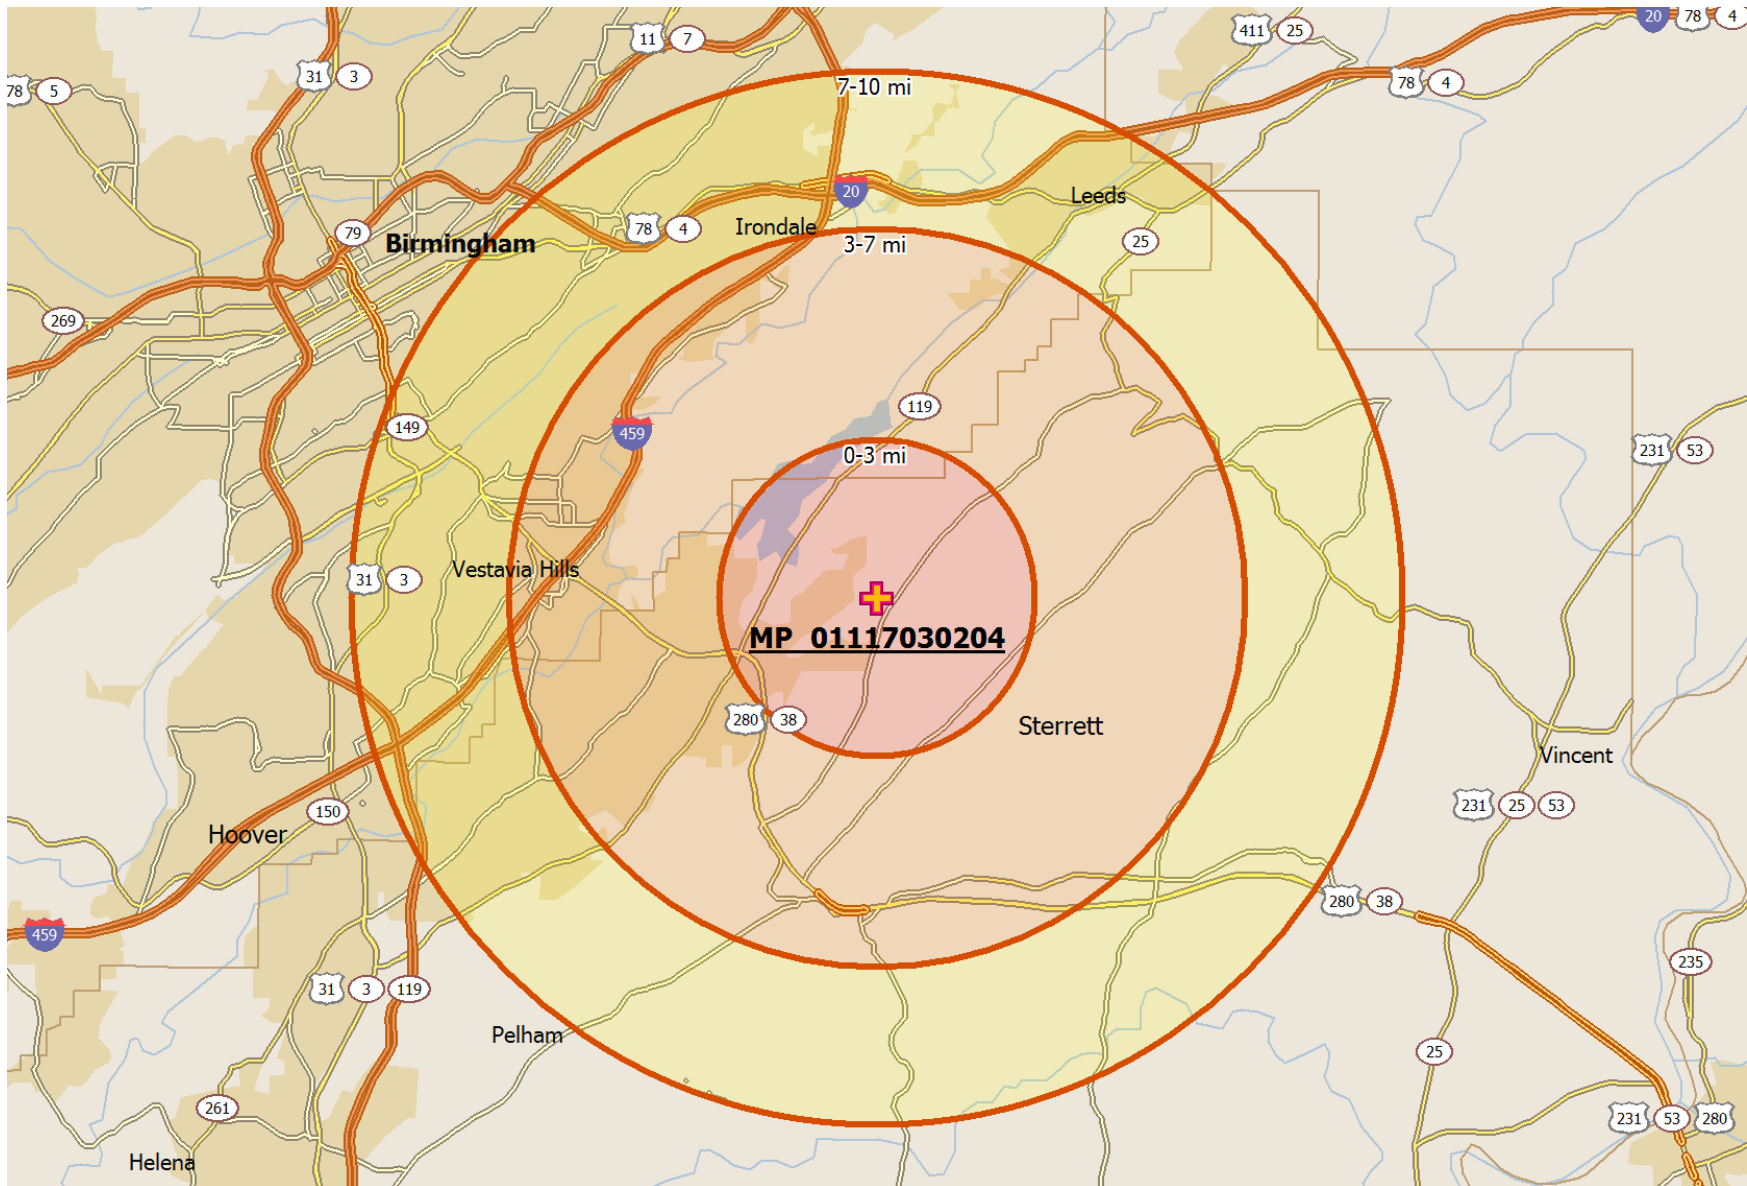 20 78 4
411 25
11 7
31 3
78 5
78 4
7-10 mi
20
Leeds
Irondale
78 4
79
Birmingham
3-7 mi
25
269
119
149
459
231 53
0-3 mi
Vestavia Hills
31 3
MP 01117030204
280 38
Sterrett
Vincent
231 25 53
150
Hoover
280 38
459
235
31 3 119
Pelham
25
261
231 53 280
Helena